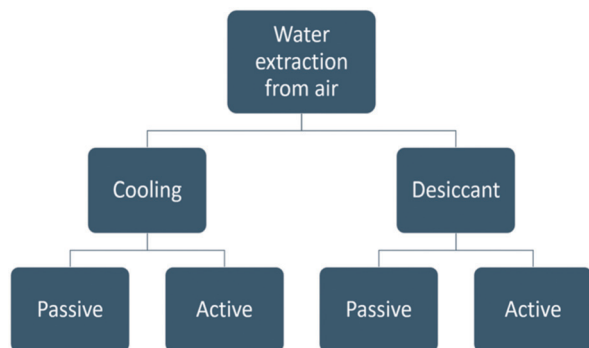 Water
extraction
from air
Cooling
Desiccant
Passive
Active
Passive
Active